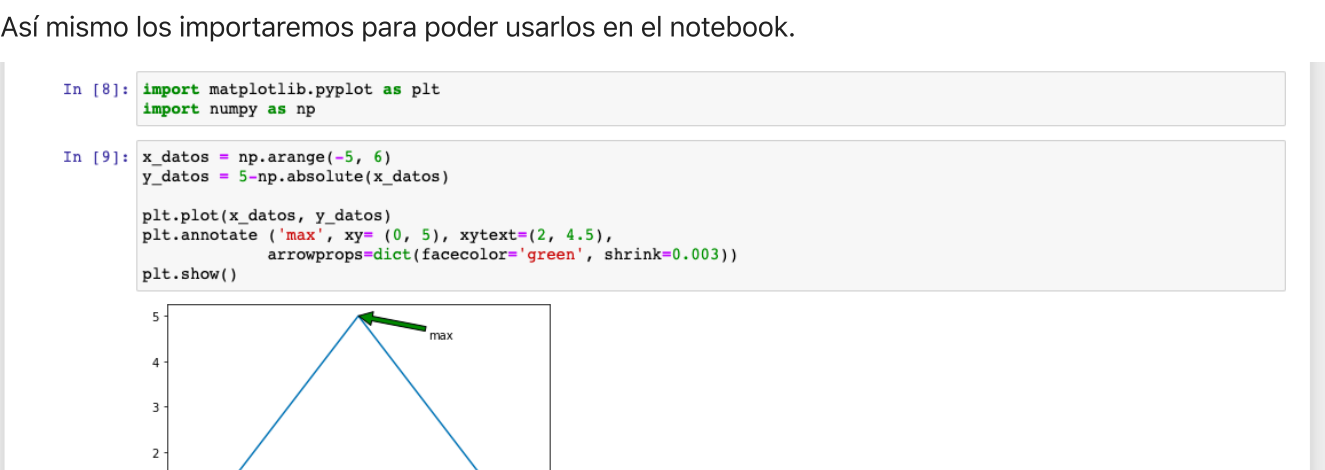 Así mismo los importaremos para poder usarlos en el notebook.
In [8]: import matplotlib.pyplot as plt
import numpy as np
In [9]: x_datos = np.arange(-5, 6)
y_datos = 5-np.absolute(x_datos)
plt.plot(x_datos, y_datos)
plt.annotate ('max', xy= (0, 5), xytext=(2, 4.5),
arrowprops=dict(facecolor='green', shrink=0.003))
plt.show()
5
max
4
3
2